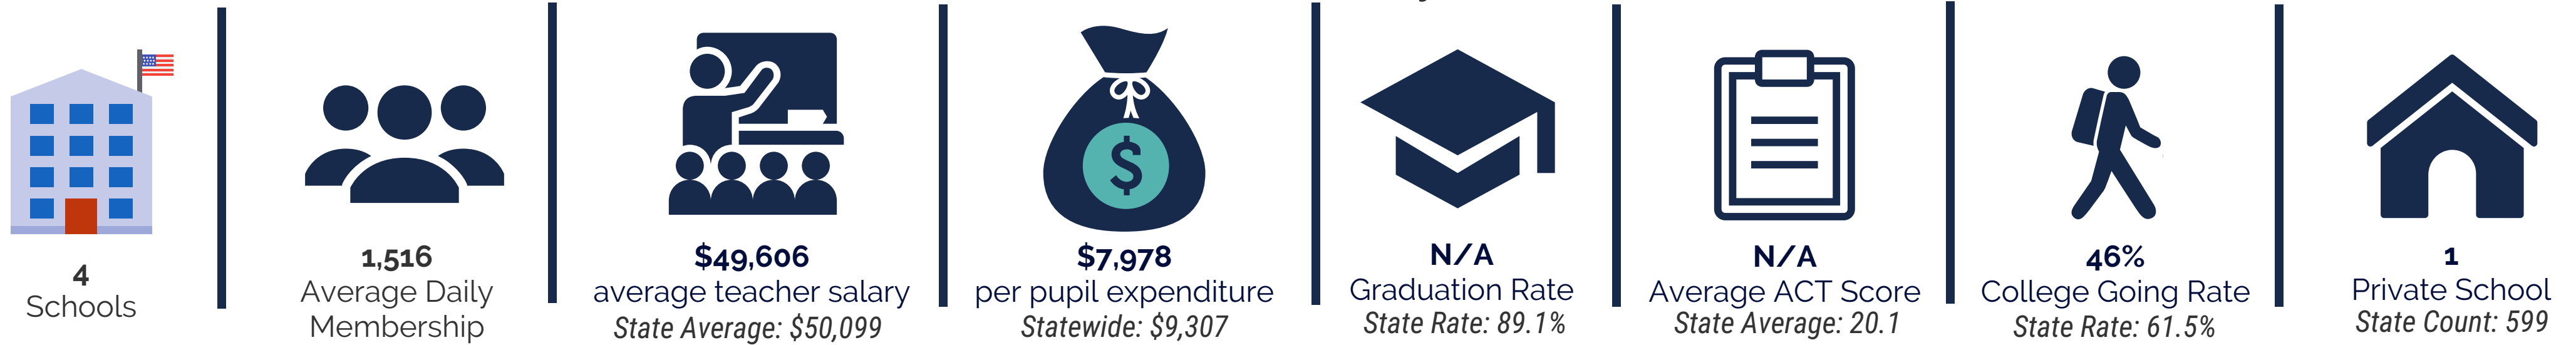 4
Schools
1,516
Average Daily
Membership
$49,606
average teacher salary
State Average: $50,099
$
$7,978
per pupil expenditure
Statewide: $9,307
N/A
Graduation Rate
State Rate: 89.1%
N/A
Average ACT Score
State Average: 20.1
46%
College Going Rate
State Rate: 61.5%
1
Private School
State Count: 599